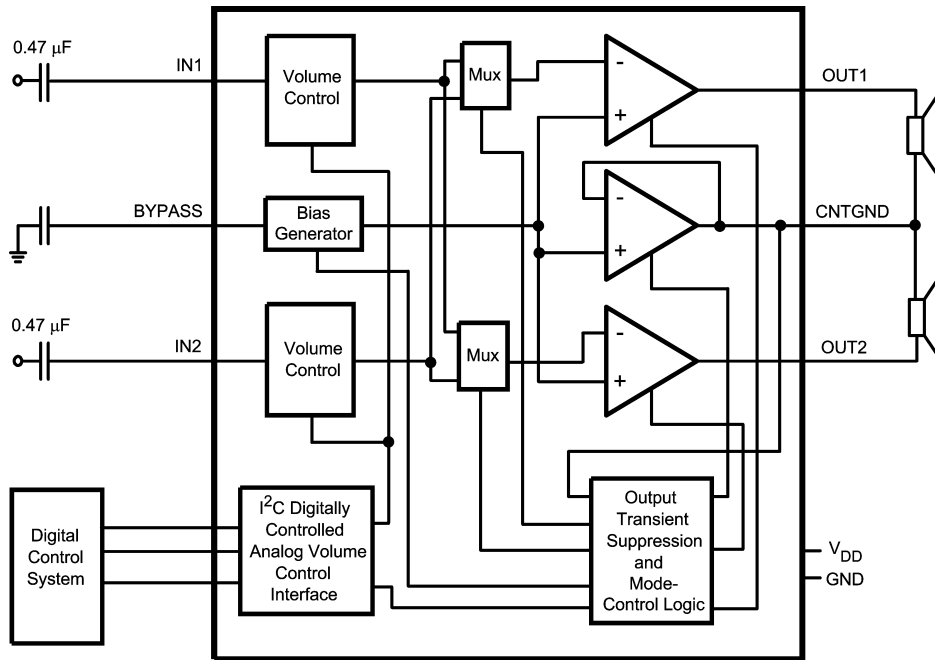 0.47 μF
IN1
Volume
Control
Mux
-
+
OUT1
BYPASS
Bias
Generator
-
+
CNTGND
0.47 μF
IN2
Volume
Control
Mux
-
+
OUT2
Digital
Control
System
I²C Digitally
Controlled
Analog Volume
Control
Interface
Output
Transient
Suppression
and
Mode-
Control Logic
VDD
GND